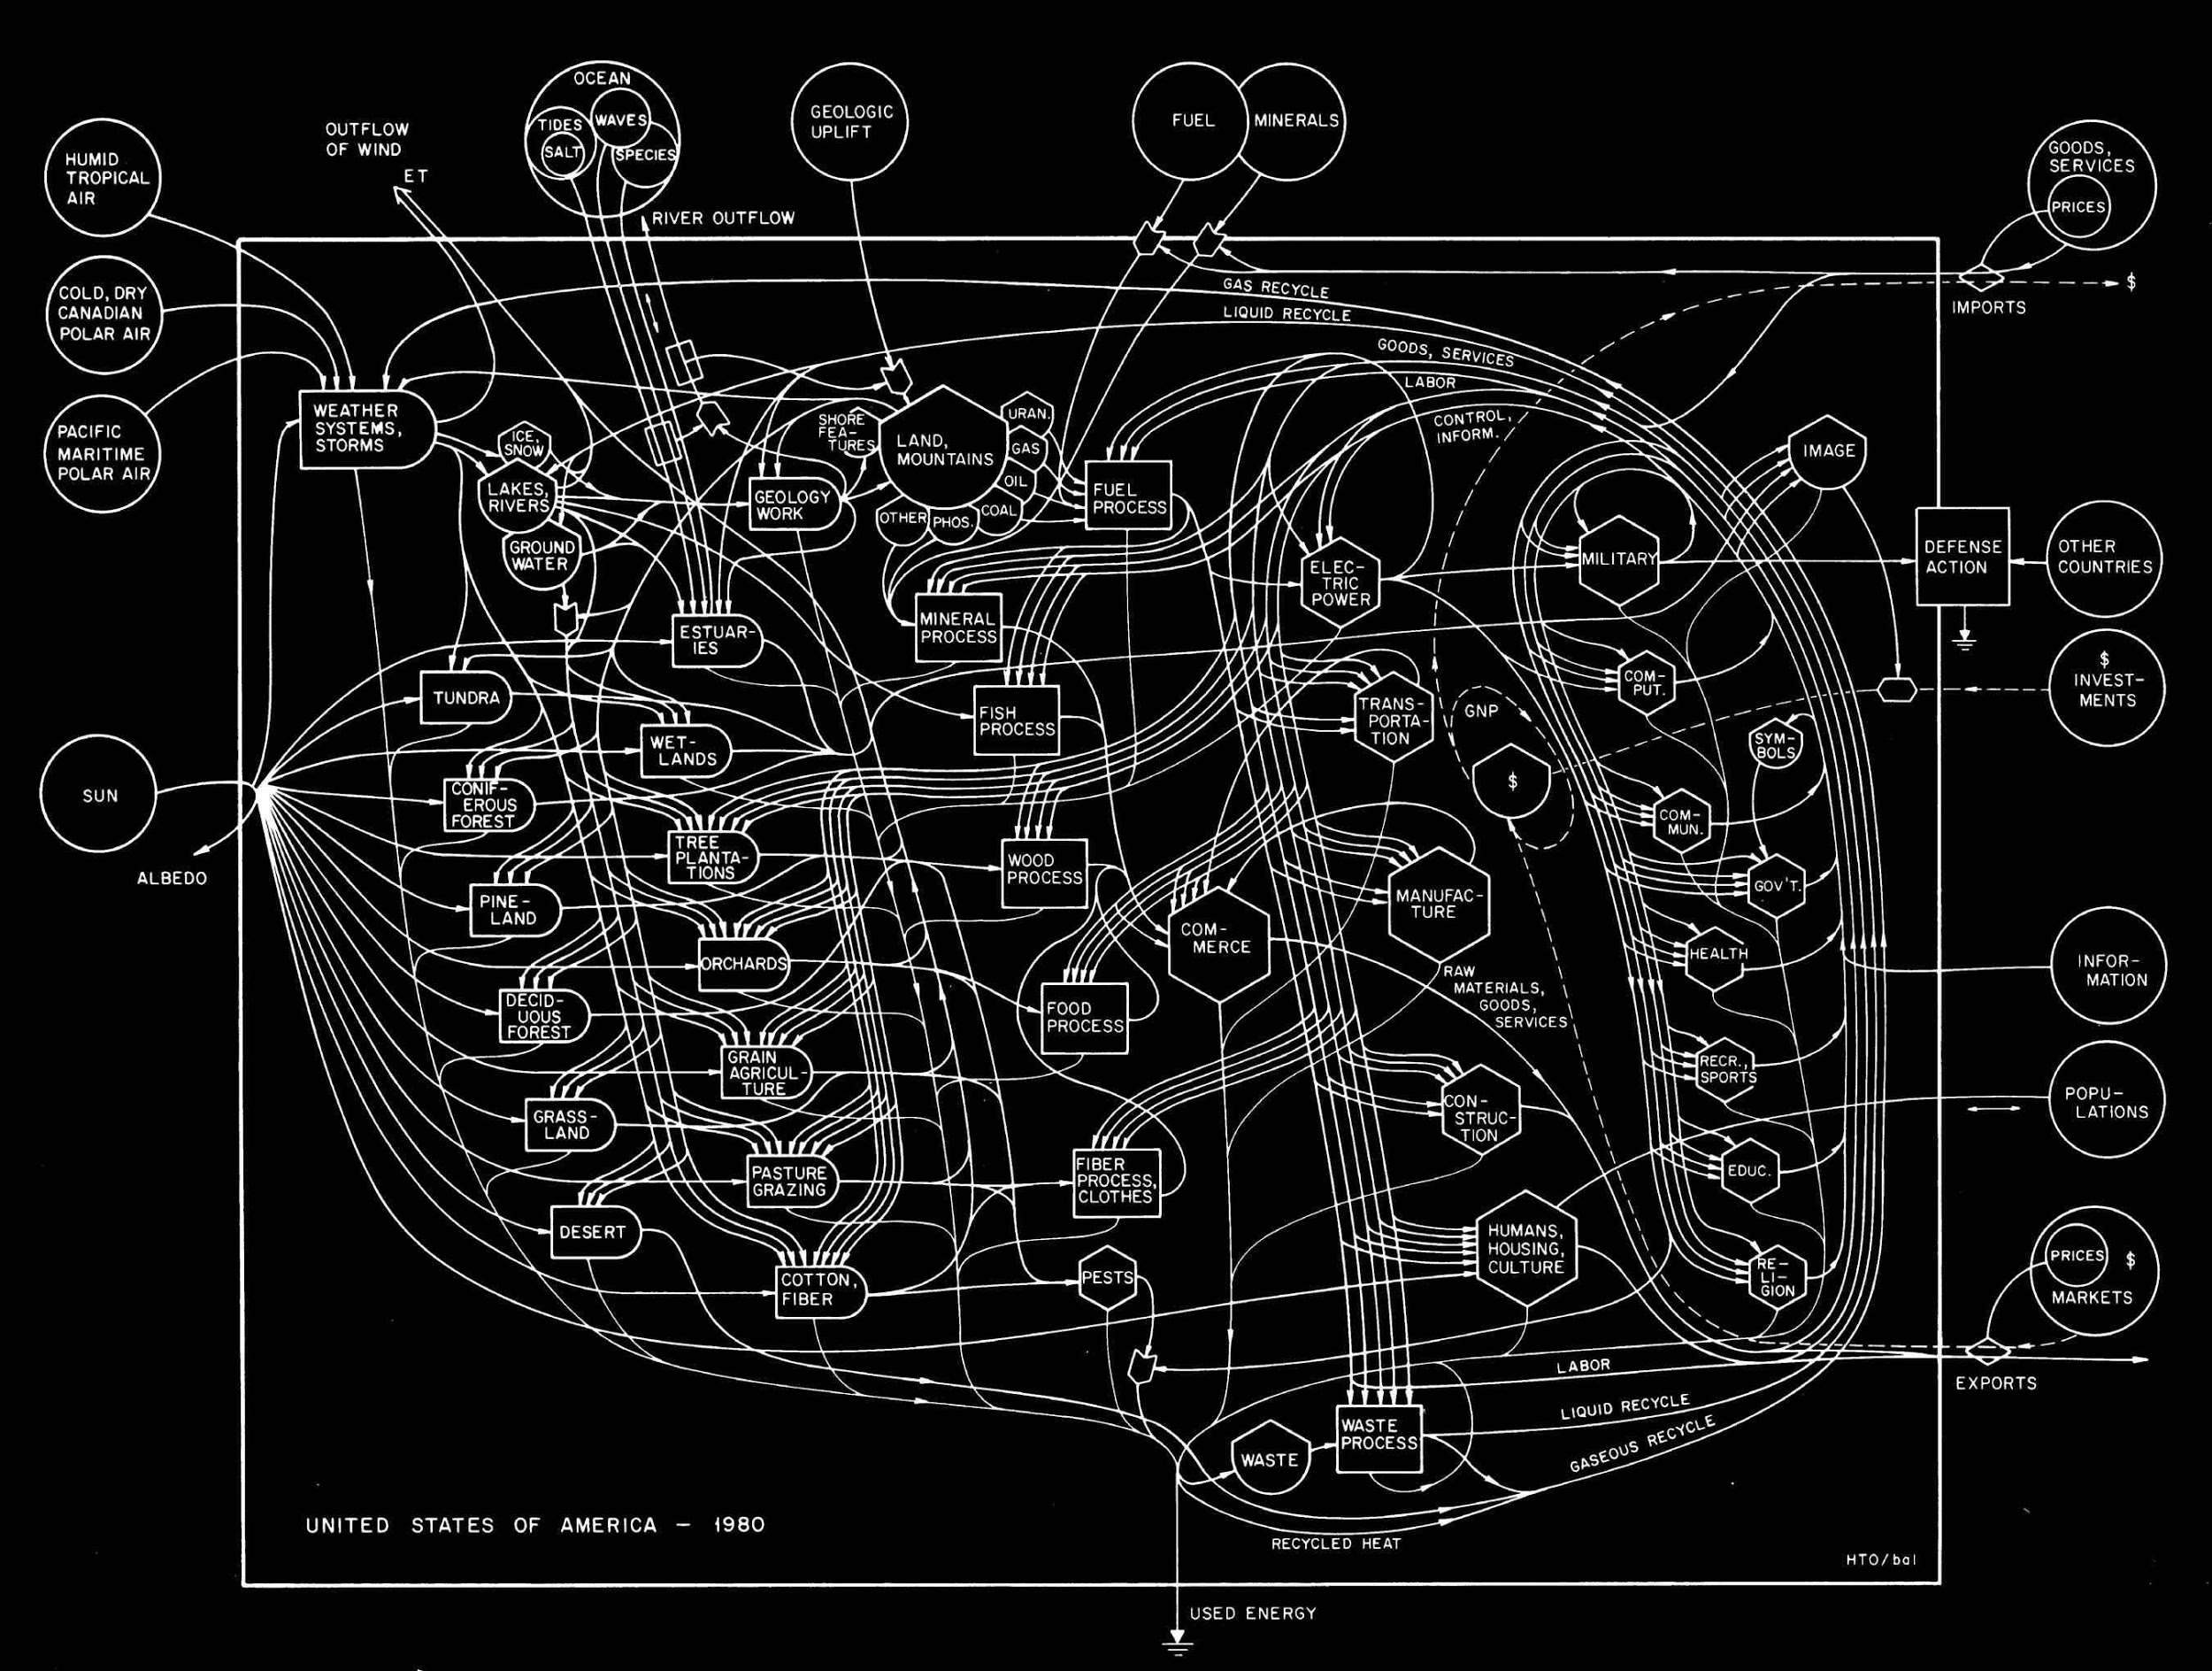 OCEAN
TIDES
WAVES
SALT
SPECIES
GEOLOGIC
UPLIFT
FUEL
MINERALS
OUTFLOW
OF WIND
ET
HUMID
TROPICAL
AIR
GOODS,
SERVICES
PRICES
RIVER OUTFLOW
COLD, DRY
CANADIAN
POLAR AIR
GAS RECYCLE
LIQUID RECYCLE
$
IMPORTS
GOODS, SERVICES
LABOR
CONTROL,
INFORM.
PACIFIC
MARITIME
POLAR AIR
WEATHER
SYSTEMS,
STORMS
ICE,
SNOW
LAKES,
RIVERS
GROUND
WATER
SHORE
FEA-
TURES
LAND,
MOUNTAINS
URAN.
GAS
OIL
COAL
PHOS.
OTHER
GEOLOGY
WORK
FUEL
PROCESS
IMAGE
ELEC-
TRIC
POWER
MILITARY
DEFENSE
ACTION
OTHER
COUNTRIES
MINERAL
PROCESS
ESTUAR-
IES
TUNDRA
FISH
PROCESS
TRANS-
PORTA-
TION
GNP
$
COM-
PUT.
SYM-
BOLS
$
INVEST-
MENTS
WET-
LANDS
SUN
ALBEDO
CONIF-
EROUS
FOREST
TREE
PLANTA-
TIONS
WOOD
PROCESS
COM-
MUN.
GOV'T.
MANUFAC-
TURE
PINE-
LAND
ORCHARDS
COM-
MERCE
HEALTH
INFOR-
MATION
RAW
MATERIALS,
GOODS,
SERVICES
DECID-
UOUS
FOREST
FOOD
PROCESS
GRAIN
AGRICUL-
TURE
RECR.,
SPORTS
GRASS-
LAND
CON-
STRUC-
TION
POPU-
LATIONS
PASTURE
GRAZING
FIBER
PROCESS,
CLOTHES
EDUC.
DESERT
HUMANS,
HOUSING,
CULTURE
RE-
LI-
GION
PRICES
$
MARKETS
COTTON,
FIBER
PESTS
LABOR
EXPORTS
WASTE
WASTE
PROCESS
LIQUID RECYCLE
GASEOUS RECYCLE
RECYCLED HEAT
UNITED STATES OF AMERICA — 1980
HTO/bal
USED ENERGY